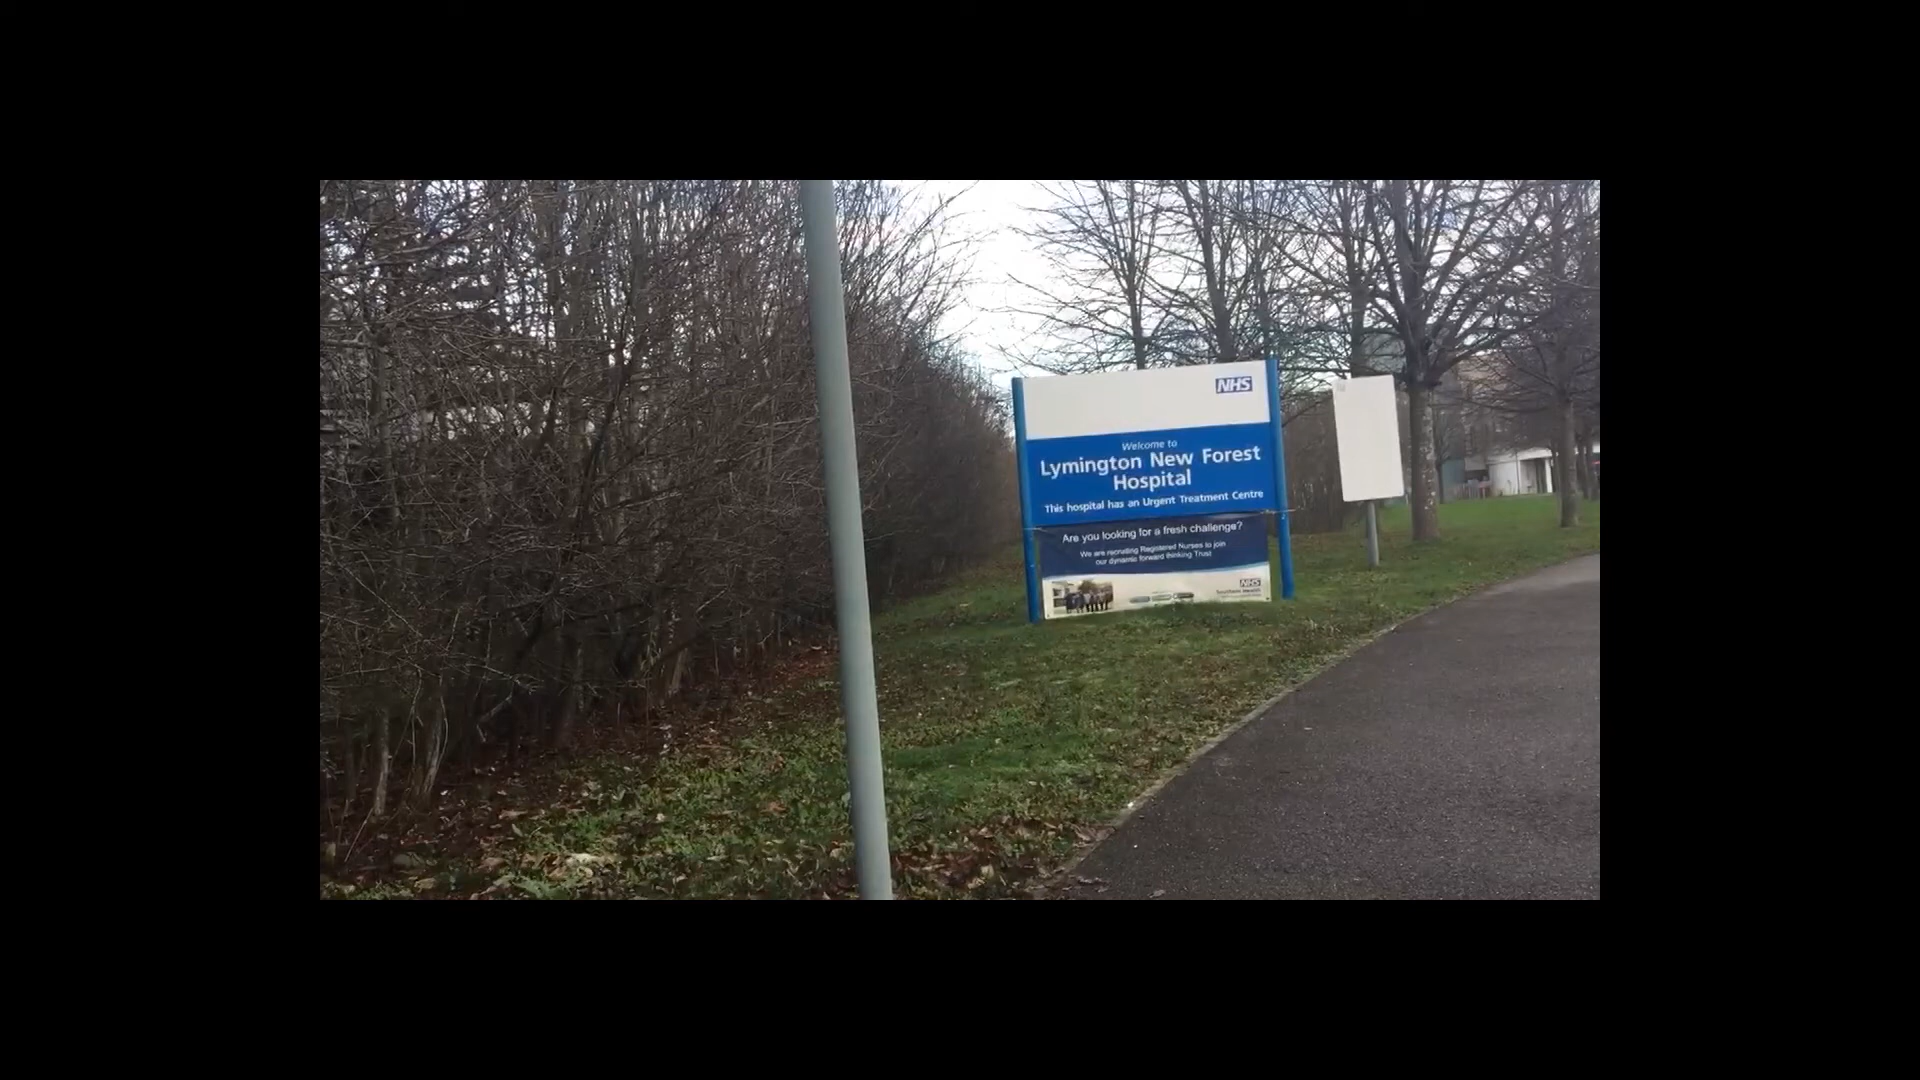 NHS
Welcome to
Lymington New Forest
Hospital
This hospital has an Urgent Treatment Centre
Are you looking for a fresh challenge?
We are recruiting Registered Nurses to join
our dynamic forward thinking Trust
NHS
Southern Health